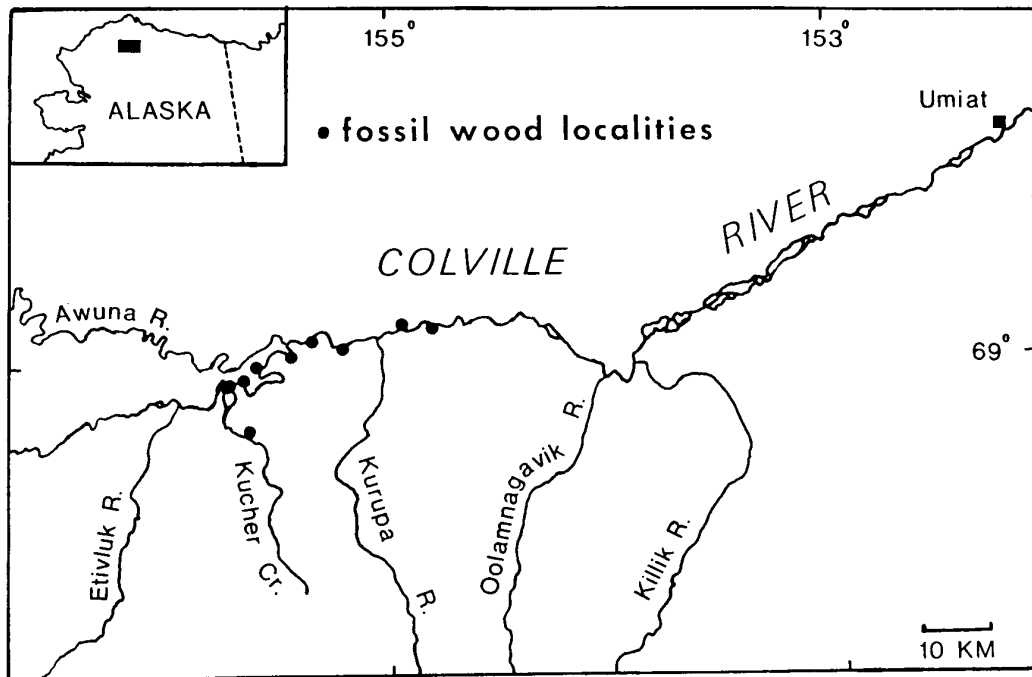 155°
153°
ALASKA
• fossil wood localities
Umiat
RIVER
COLVILLE
Awuna R.
69°
Etivluk R.
Kucher Cr.
Kurupa R.
Oolamnagavik R.
Killik R.
10 KM